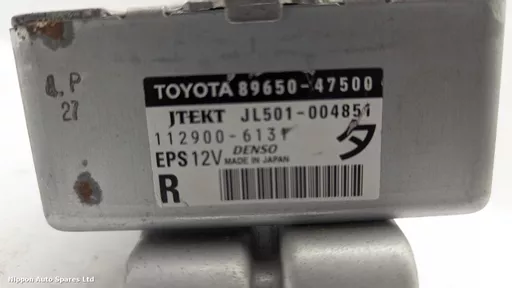 TOYOTA 89650-47500
JTEKT JL501-004851
112900-613
EPS 12V DENSO
MADE IN JAPAN
R
タ
P
27
Nippon Auto Spares Ltd